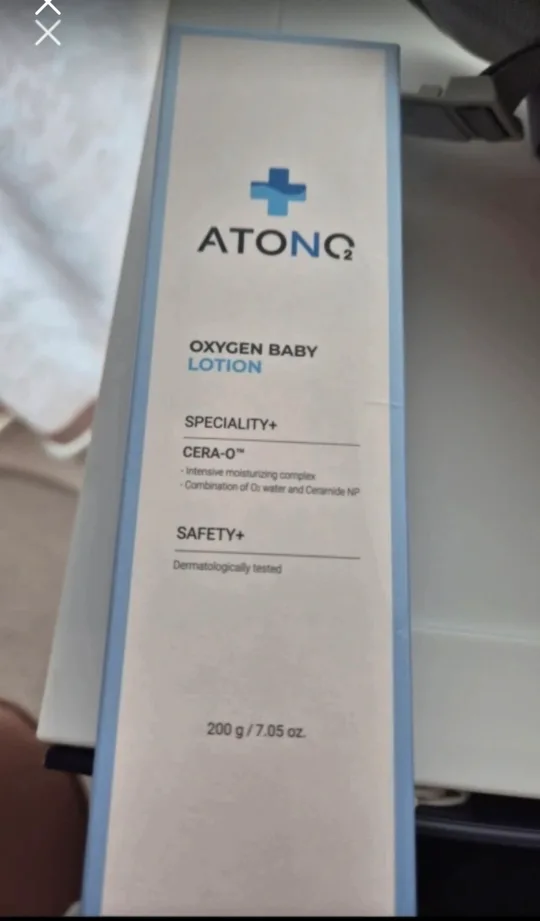 ATONO₂
OXYGEN BABY
LOTION
SPECIALITY+
CERA-O™
- Intensive moisturizing complex
- Combination of O₂ water and Ceramide NP
SAFETY+
Dermatologically tested
200 g / 7.05 oz.